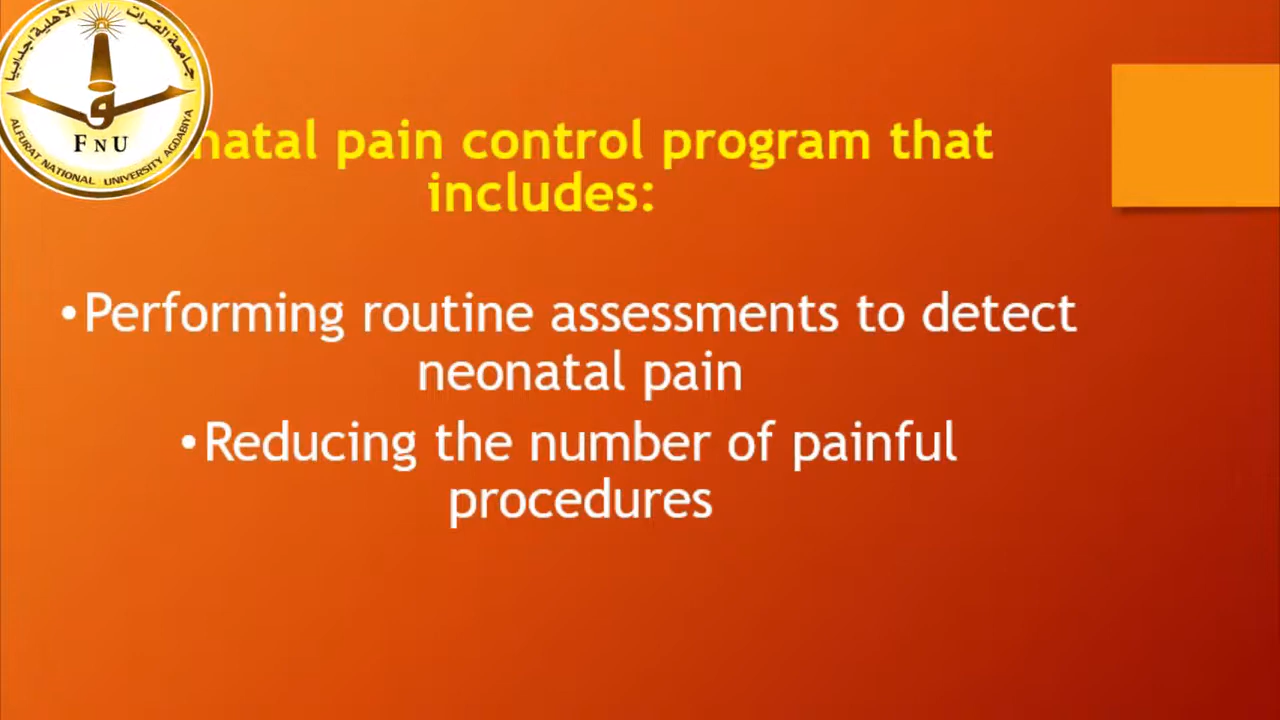 جامعة الفرات الأهلية اجدابيا
FNU
ALFURAT NATIONAL UNIVERSITY AGDABIYA
natal pain control program that
includes:
•Performing routine assessments to detect
neonatal pain
•Reducing the number of painful
procedures